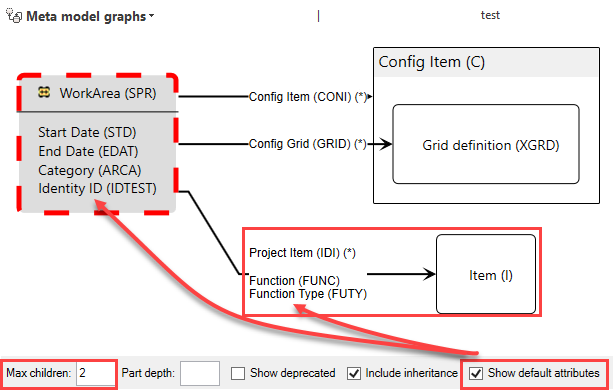 Meta model graphs
test
WorkArea (SPR)
Start Date (STD)
End Date (EDAT)
Category (ARCA)
Identity ID (IDTEST)
Config Item (CONI) (*)
Config Grid (GRID) (*)
Config Item (C)
Grid definition (XGRD)
Project Item (IDI) (*)
Function (FUNC)
Function Type (FUTY)
Item (I)
Max children: 2 Part depth: Show deprecated Include inheritance Show default attributes